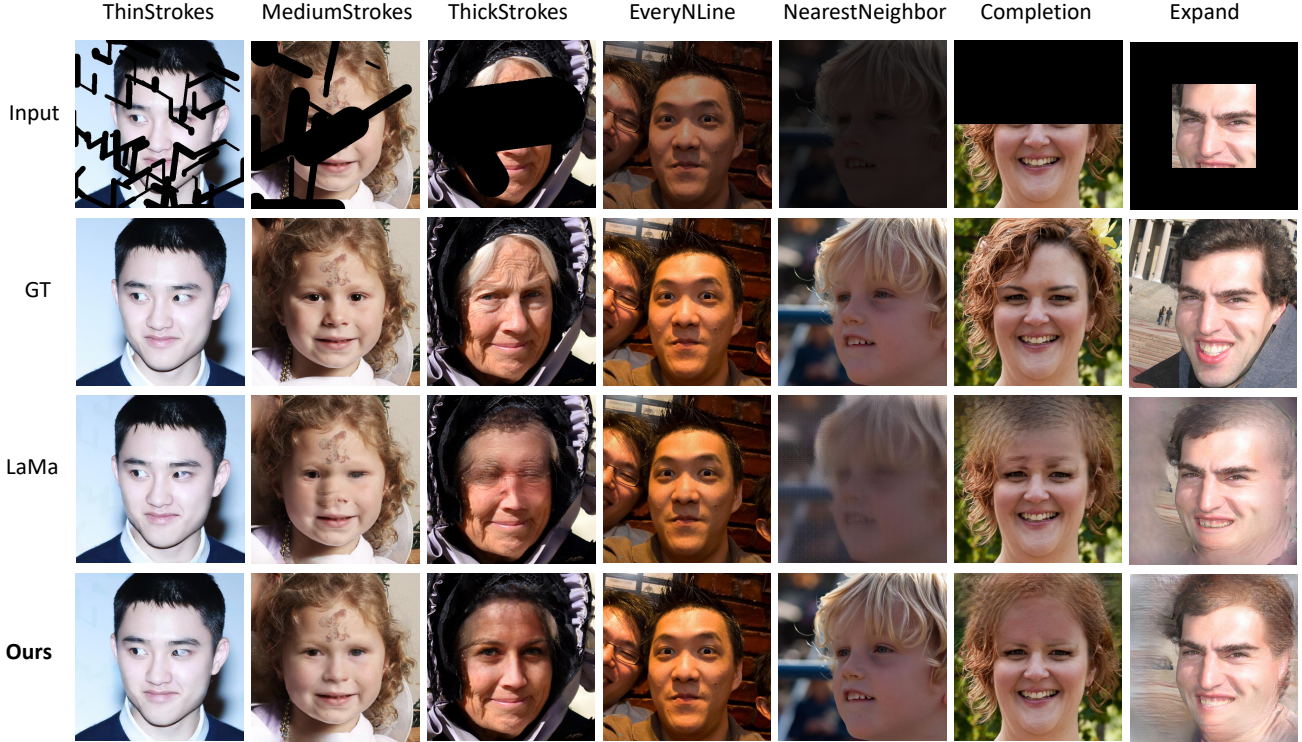 ThinStrokes MediumStrokes ThickStrokes EveryNLine NearestNeighbor Completion Expand
Input
GT
LaMa
Ours